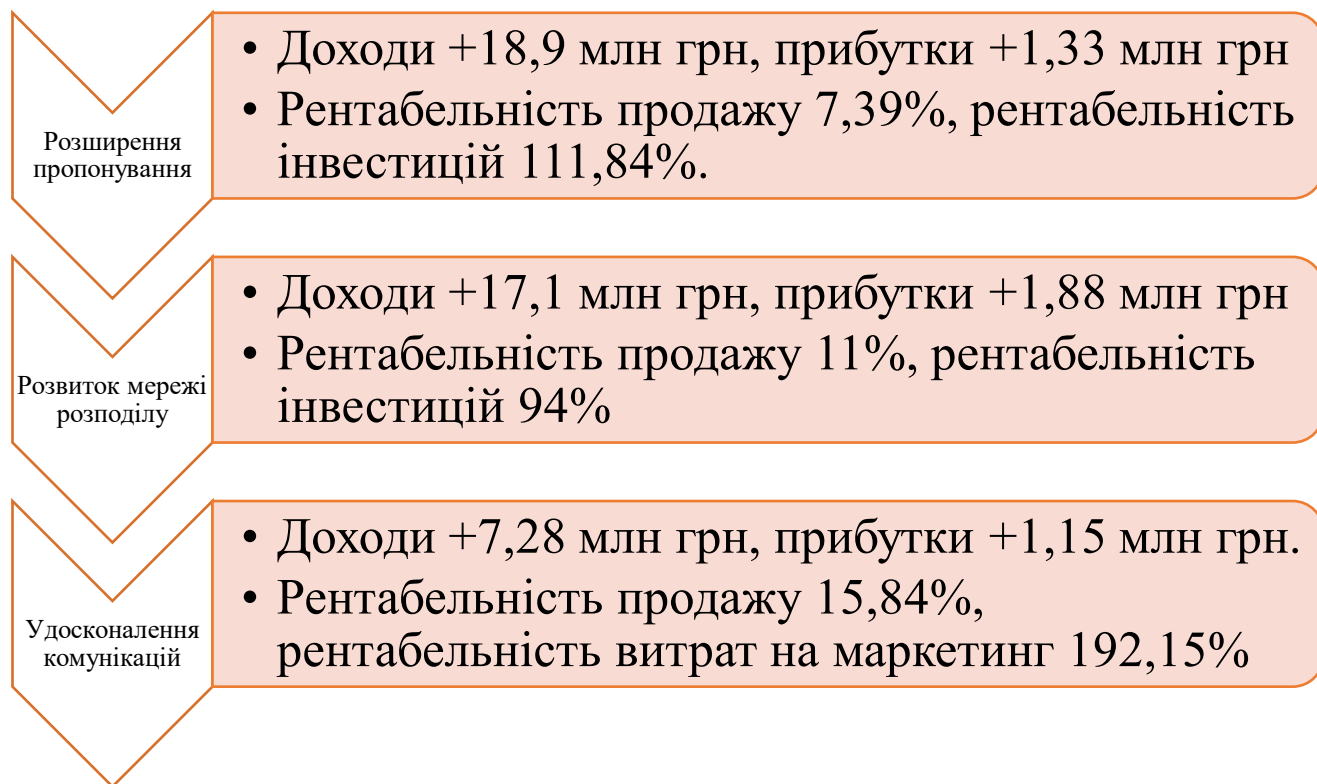 Розширення
пропонування
• Доходи +18,9 млн грн, прибутки +1,33 млн грн
• Рентабельність продажу 7,39%, рентабельність
інвестицій 111,84%.
Розвиток мережі
розподілу
• Доходи +17,1 млн грн, прибутки +1,88 млн грн
• Рентабельність продажу 11%, рентабельність
інвестицій 94%
Удосконалення
комунікацій
• Доходи +7,28 млн грн, прибутки +1,15 млн грн.
• Рентабельність продажу 15,84%,
рентабельність витрат на маркетинг 192,15%